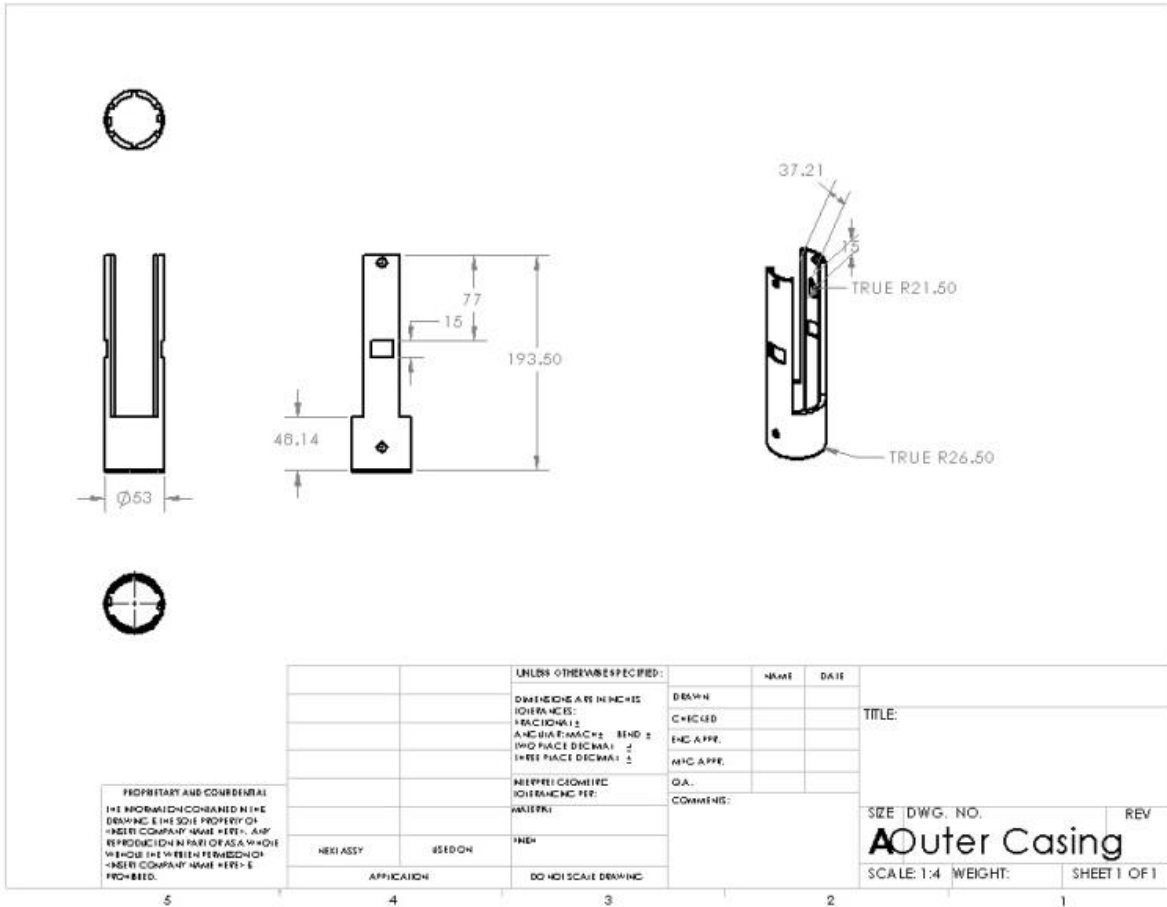 37.21
15
TRUE R21.50
77
15
193.50
48.14
TRUE R26.50
Ø53
UNLESS OTHERWISE SPECIFIED:
NAME
DATE
DIMENSIONS ARE IN INCHES
TOLERANCES:
FRACTIONAL ±
ANGULAR: MACH ± BEND ±
TWO PLACE DECIMAL ±
THREE PLACE DECIMAL ±
DRAWN
CHECKED
ENG APPR.
MFG APPR.
INTERPRET GEOMETRIC
TOLERANCING PER:
Q.A.
MATERIAL
COMMENTS:
FINISH
TITLE:
PROPRIETARY AND CONFIDENTIAL
THE INFORMATION CONTAINED IN THIS
DRAWING IS THE SOLE PROPERTY OF
<INSERT COMPANY NAME HERE>. ANY
REPRODUCTION IN PART OR AS A WHOLE
WITHOUT THE WRITTEN PERMISSION OF
<INSERT COMPANY NAME HERE> IS
PROHIBITED.
NEXT ASSY
USED ON
APPLICATION
DO NOT SCALE DRAWING
SIZE DWG. NO. REV
A Outer Casing
SCALE: 1:4 WEIGHT: SHEET 1 OF 1
5 4 3 2 1